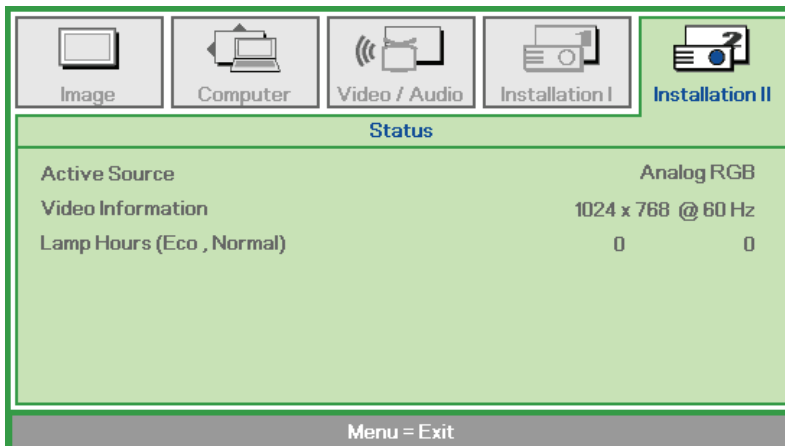 Image Computer Video / Audio Installation I 2 Installation II
Status
Active Source Analog RGB
Video Information 1024 x 768 @ 60 Hz
Lamp Hours (Eco , Normal) 0 0
Menu = Exit